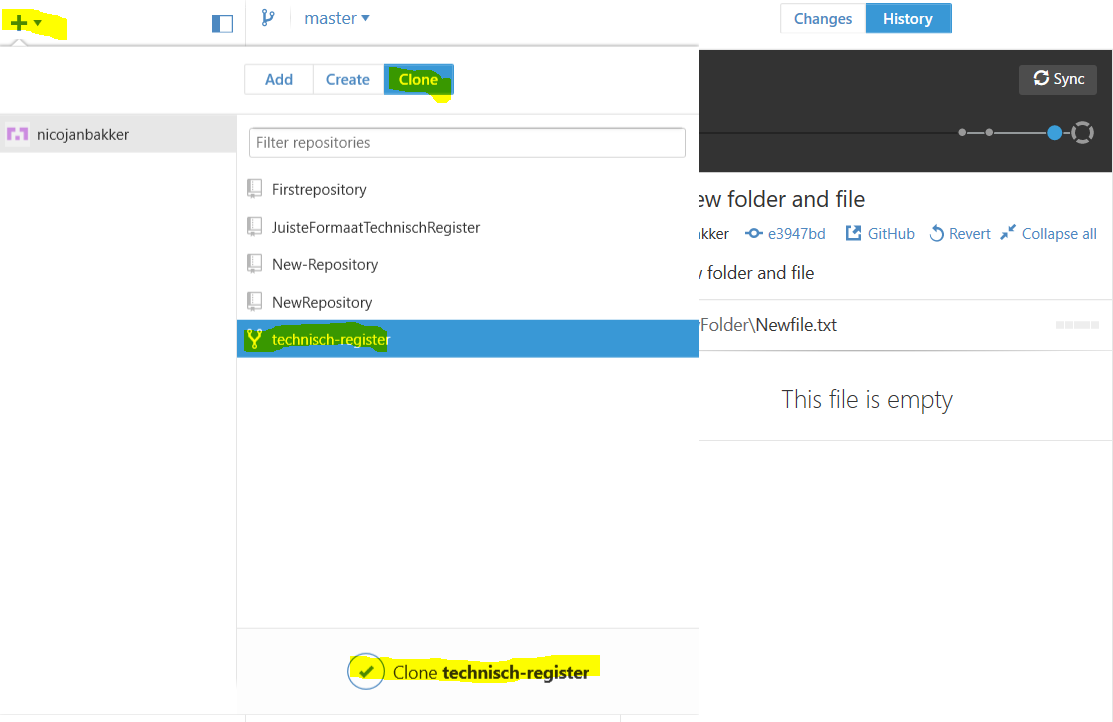 master
Changes
History
Add
Create
Clone
Sync
nicojanbakker
Filter repositories
Firstrepository
JuisteFormaatTechnischRegister
New-Repository
NewRepository
technisch-register
Clone technisch-register
ew folder and file
kker e3947bd GitHub Revert Collapse all
folder and file
Folder\Newfile.txt
This file is empty